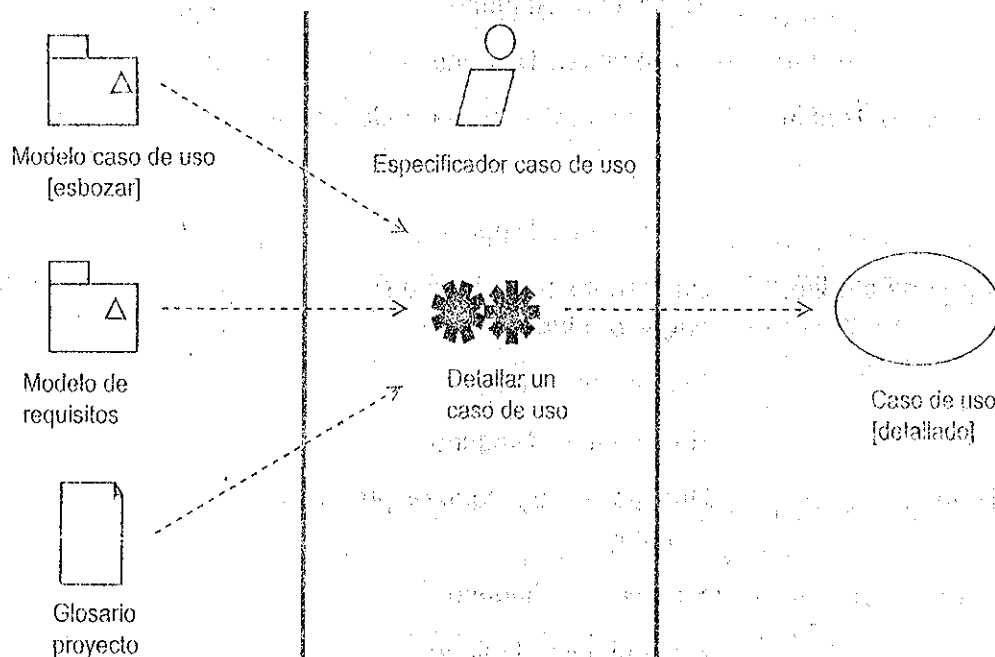 Modelo caso de uso
[esbozar]
Especificador caso de uso
Modelo de
requisitos
Detallar un
caso de uso
Caso de uso
[detallado]
Glosario
proyecto